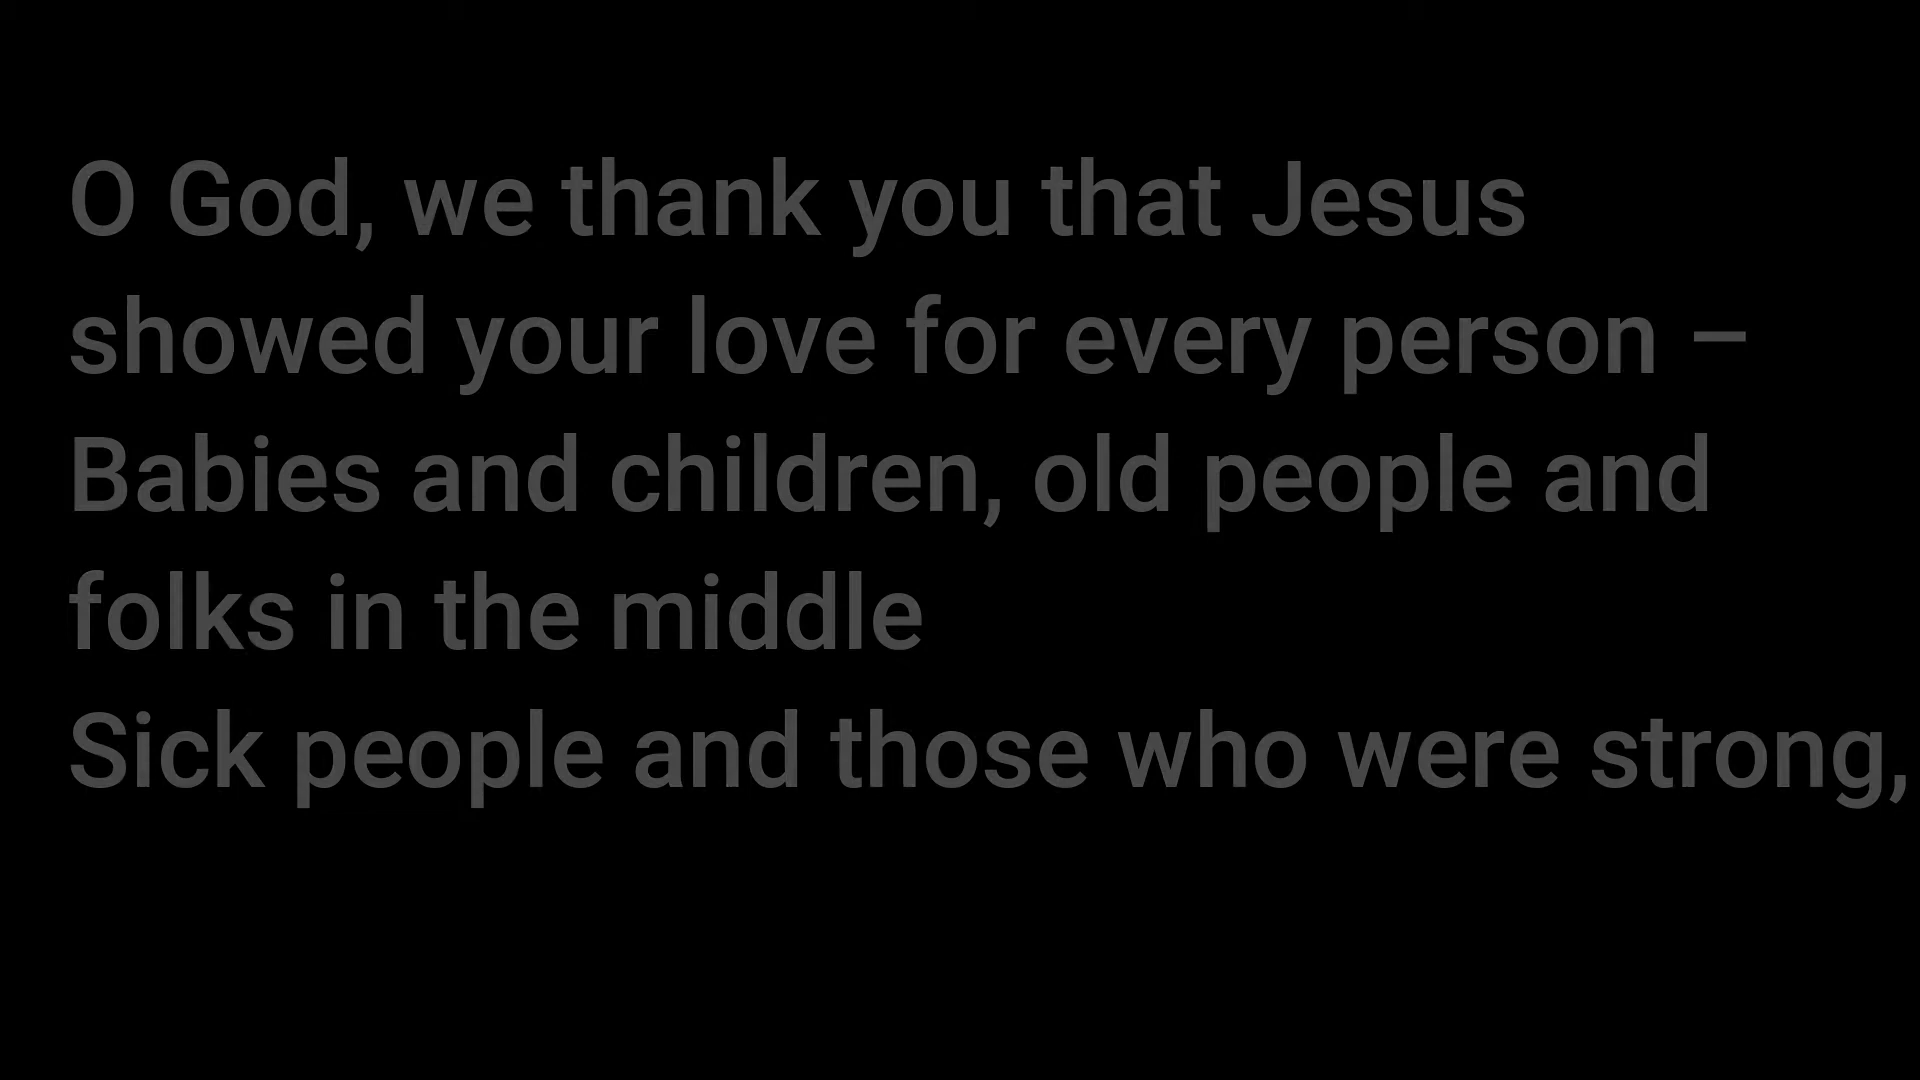 O God, we thank you that Jesus
showed your love for every person –
Babies and children, old people and
folks in the middle
Sick people and those who were strong,